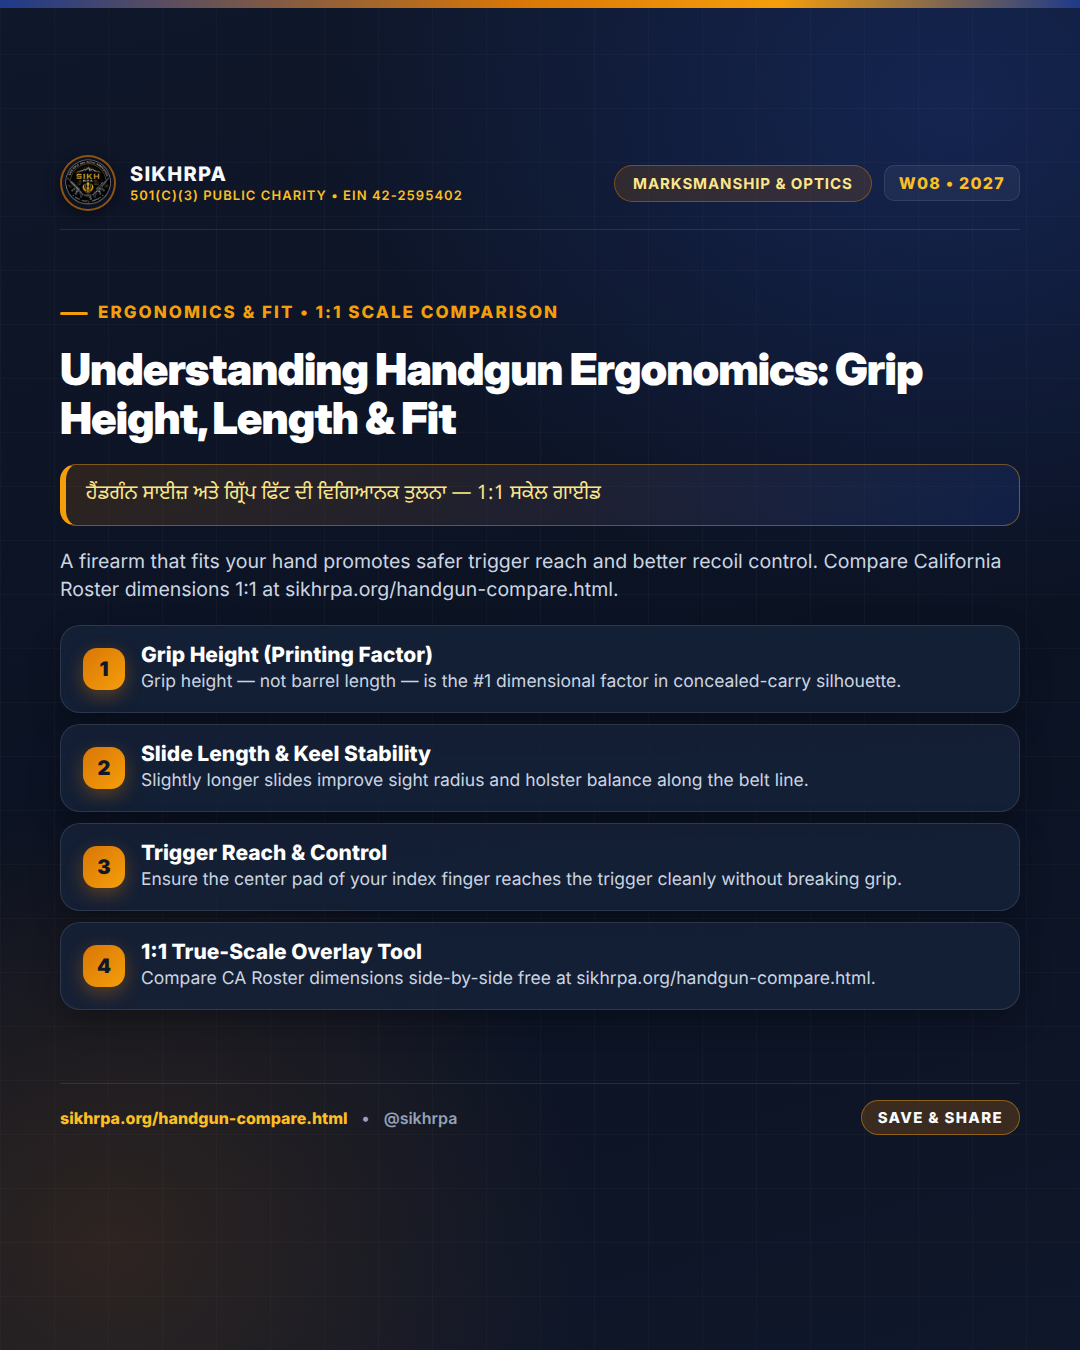 SIKH
SIKHRPA
501(C)(3) PUBLIC CHARITY • EIN 42-2595402
MARKSMANSHIP & OPTICS
W08 • 2027
ERGONOMICS & FIT • 1:1 SCALE COMPARISON
Understanding Handgun Ergonomics: Grip
Height, Length & Fit
ਹੈਂਡਗੰਨ ਸਾਈਜ਼ ਅਤੇ ਗ੍ਰਿੱਪ ਫਿੱਟ ਦੀ ਵਿਗਿਆਨਕ ਤੁਲਨਾ — 1:1 ਸਕੇਲ ਗਾਈਡ
A firearm that fits your hand promotes safer trigger reach and better recoil control. Compare California
Roster dimensions 1:1 at sikhrpa.org/handgun-compare.html.
1
Grip Height (Printing Factor)
Grip height — not barrel length — is the #1 dimensional factor in concealed-carry silhouette.
2
Slide Length & Keel Stability
Slightly longer slides improve sight radius and holster balance along the belt line.
3
Trigger Reach & Control
Ensure the center pad of your index finger reaches the trigger cleanly without breaking grip.
4
1:1 True-Scale Overlay Tool
Compare CA Roster dimensions side-by-side free at sikhrpa.org/handgun-compare.html.
sikhrpa.org/handgun-compare.html • @sikhrpa
SAVE & SHARE